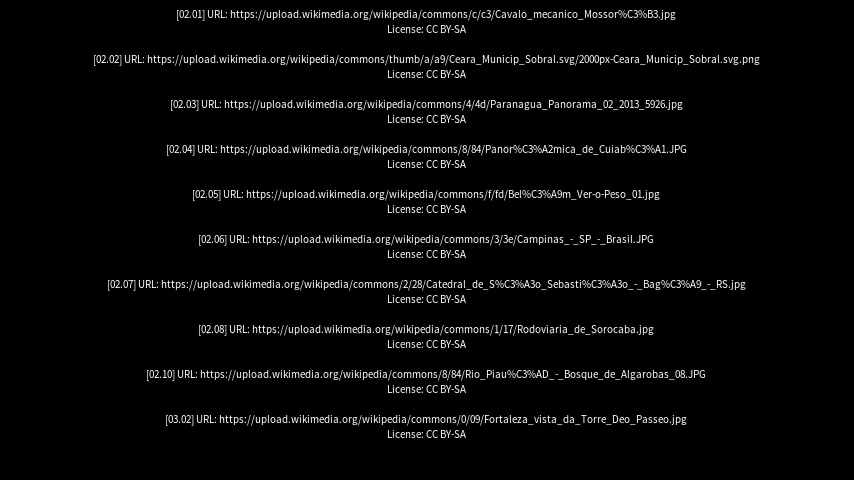 [02.01] URL: https://upload.wikimedia.org/wikipedia/commons/c/c3/Cavalo_mecanico_Mossor%C3%B3.jpg
License: CC BY-SA
[02.02] URL: https://upload.wikimedia.org/wikipedia/commons/thumb/a/a9/Ceara_Municip_Sobral.svg/2000px-Ceara_Municip_Sobral.svg.png
License: CC BY-SA
[02.03] URL: https://upload.wikimedia.org/wikipedia/commons/4/4d/Paranagua_Panorama_02_2013_5926.jpg
License: CC BY-SA
[02.04] URL: https://upload.wikimedia.org/wikipedia/commons/8/84/Panor%C3%A2mica_de_Cuiab%C3%A1.JPG
License: CC BY-SA
[02.05] URL: https://upload.wikimedia.org/wikipedia/commons/f/fd/Bel%C3%A9m_Ver-o-Peso_01.jpg
License: CC BY-SA
[02.06] URL: https://upload.wikimedia.org/wikipedia/commons/3/3e/Campinas_-_SP_-_Brasil.JPG
License: CC BY-SA
[02.07] URL: https://upload.wikimedia.org/wikipedia/commons/2/28/Catedral_de_S%C3%A3o_Sebasti%C3%A3o_-_Bag%C3%A9_-_RS.jpg
License: CC BY-SA
[02.08] URL: https://upload.wikimedia.org/wikipedia/commons/1/17/Rodoviaria_de_Sorocaba.jpg
License: CC BY-SA
[02.10] URL: https://upload.wikimedia.org/wikipedia/commons/8/84/Rio_Piau%C3%AD_-_Bosque_de_Algarobas_08.JPG
License: CC BY-SA
[03.02] URL: https://upload.wikimedia.org/wikipedia/commons/0/09/Fortaleza_vista_da_Torre_Deo_Passeo.jpg
License: CC BY-SA